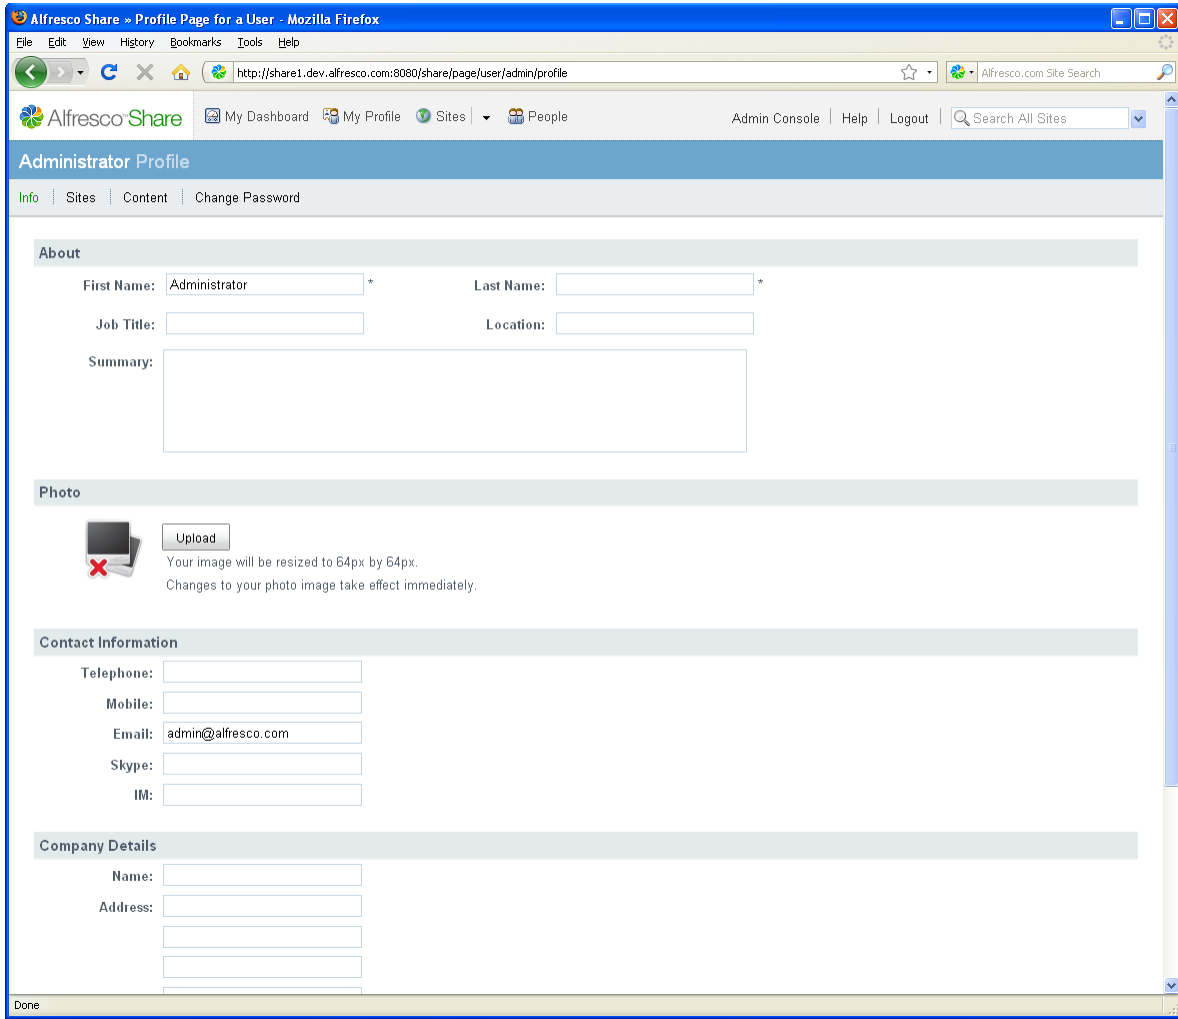 Alfresco Share » Profile Page for a User - Mozilla Firefox
File Edit View History Bookmarks Tools Help
http://share1.dev.alfresco.com:8080/share/page/user/admin/profile Alfresco.com Site Search
Alfresco Share My Dashboard My Profile Sites People Admin Console Help Logout Search All Sites
Administrator Profile
Info Sites Content Change Password
About
First Name: Administrator * Last Name: *
Job Title: Location:
Summary:
Photo
Upload
Your image will be resized to 64px by 64px.
Changes to your photo image take effect immediately.
Contact Information
Telephone:
Mobile:
Email: admin@alfresco.com
Skype:
IM:
Company Details
Name:
Address:
Done